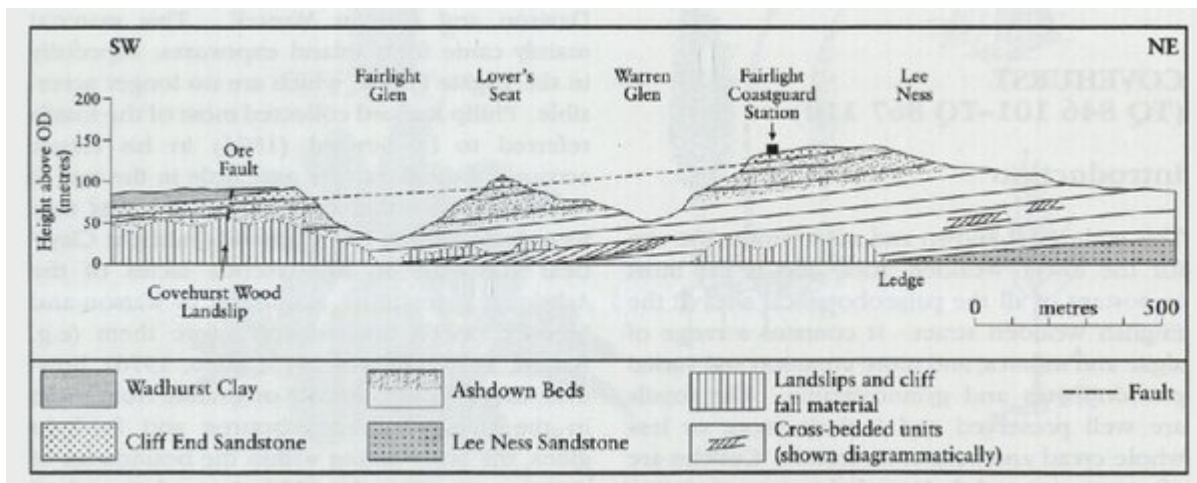 SW
NE
Fairlight
Glen
Lover's
Seat
Warren
Glen
Fairlight
Coastguard
Station
Lee
Ness
Height above OD
(metres)
200
150
100
50
0
Ore
Fault
Covehurst Wood
Landslip
Ledge
0 metres 300
Wadhurst Clay
Ashdown Beds
Landslips and cliff
fall material
Fault
Cliff End Sandstone
Lee Ness Sandstone
Cross-bedded units
(shown diagrammatically)